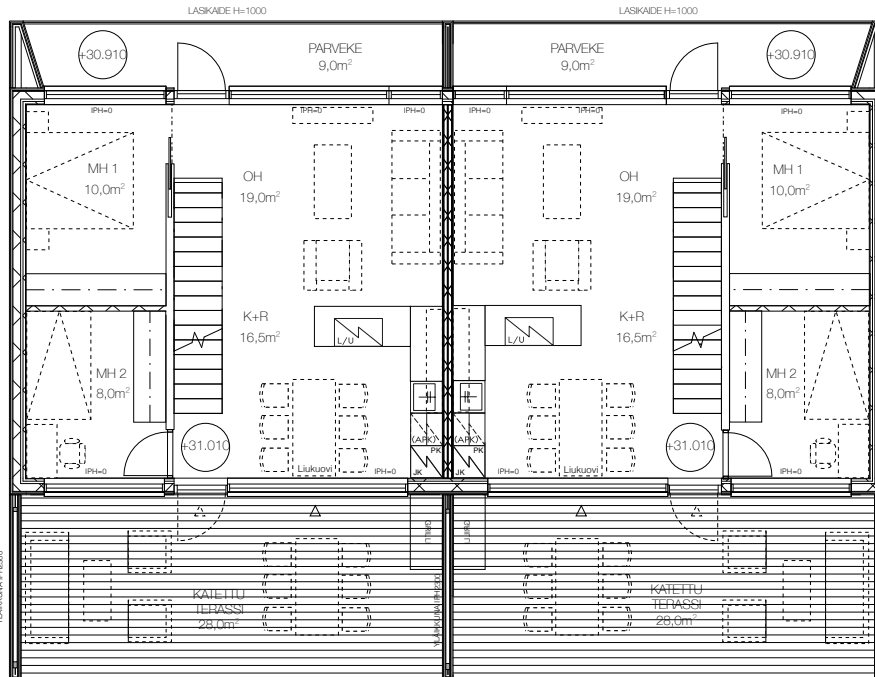 LASIKAIDE H=1000
LASIKAIDE H=1000
+30.910
PARVEKE
9,0m²
PARVEKE
9,0m²
+30.910
IPH=0
IPH=0
IPH=0
IPH=0
IPH=0
IPH=0
MH 1
10,0m²
OH
19,0m²
OH
19,0m²
MH 1
10,0m²
K+R
16,5m²
K+R
16,5m²
L/U
L/U
MH 2
8,0m²
MH 2
8,0m²
+31.010
(APK)
(APK)
+31.010
PK
PK
JK
JK
IPH=0
Liukuovi
IPH=0
IPH=0
Liukuovi
IPH=0
GRILLI
GRILLI
KATETTU
TERASSI
28,0m²
KATETTU
TERASSI
28,0m²